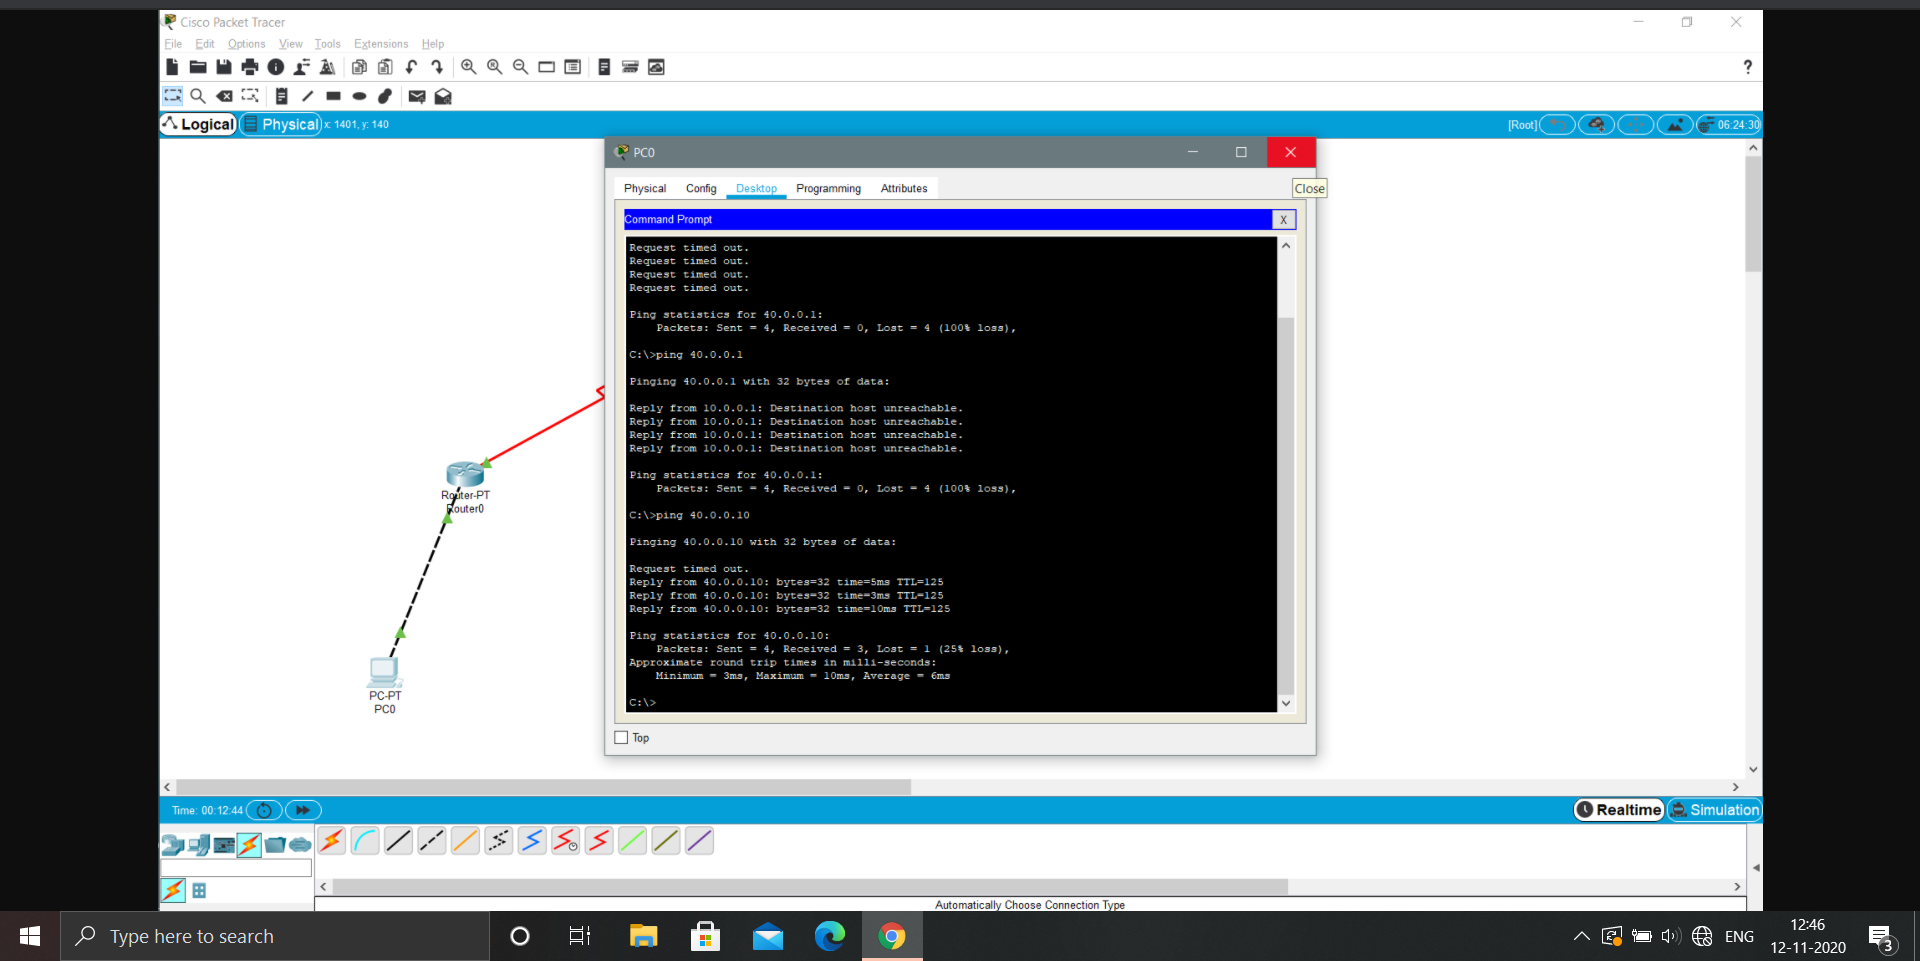 Cisco Packet Tracer
File Edit Options View Tools Extensions Help
?
Logical Physical x: 1401, y: 140
[Root] 06:24:30
PC0
Physical Config Desktop Programming Attributes
Close
Command Prompt X
Request timed out.
Request timed out.
Request timed out.
Request timed out.
Ping statistics for 40.0.0.1:
Packets: Sent = 4, Received = 0, Lost = 4 (100% loss),
C:\>ping 40.0.0.1
Pinging 40.0.0.1 with 32 bytes of data:
Reply from 10.0.0.1: Destination host unreachable.
Reply from 10.0.0.1: Destination host unreachable.
Reply from 10.0.0.1: Destination host unreachable.
Reply from 10.0.0.1: Destination host unreachable.
Ping statistics for 40.0.0.1:
Packets: Sent = 4, Received = 0, Lost = 4 (100% loss),
C:\>ping 40.0.0.10
Pinging 40.0.0.10 with 32 bytes of data:
Request timed out.
Reply from 40.0.0.10: bytes=32 time=5ms TTL=125
Reply from 40.0.0.10: bytes=32 time=3ms TTL=125
Reply from 40.0.0.10: bytes=32 time=10ms TTL=125
Ping statistics for 40.0.0.10:
Packets: Sent = 4, Received = 3, Lost = 1 (25% loss),
Approximate round trip times in milli-seconds:
Minimum = 3ms, Maximum = 10ms, Average = 6ms
C:\>
Top
Router-PT
Router0
PC-PT
PC0
Time: 00:12:44
Realtime Simulation
Automatically Choose Connection Type
Type here to search
ENG
12:46
12-11-2020
3